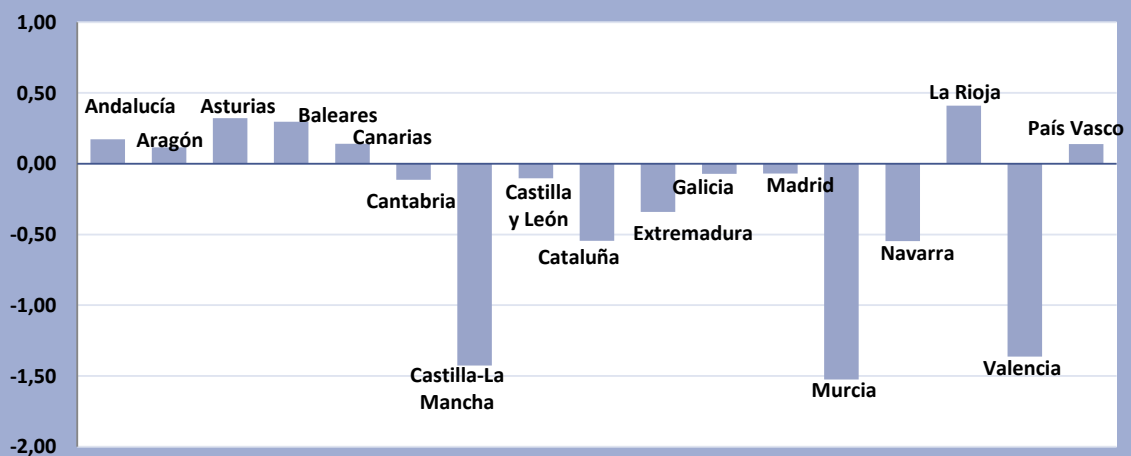 1,00
0,50
0,00
-0,50
-1,00
-1,50
-2,00
Andalucía
Aragón
Asturias
Baleares
Canarias
Cantabria
Castilla-La
Mancha
Castilla
y León
Cataluña
Extremadura
Galicia
Madrid
Murcia
Navarra
La Rioja
Valencia
País Vasco